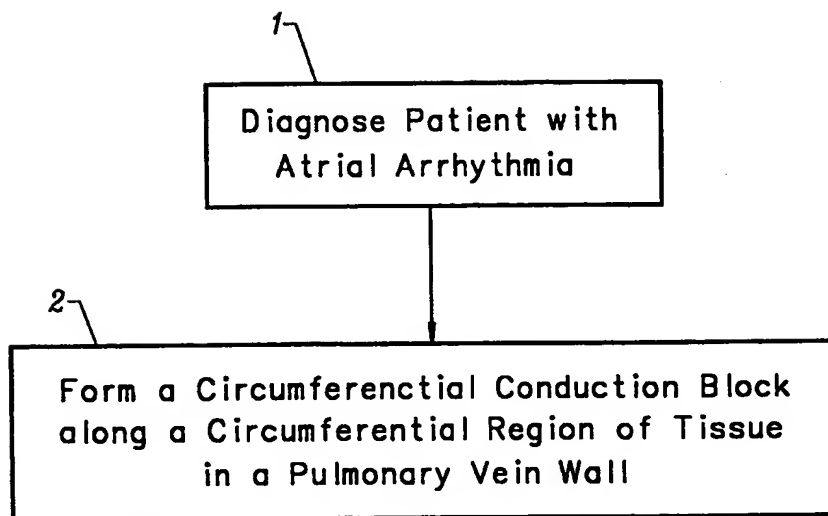 1
Diagnose Patient with
Atrial Arrhythmia
2
Form a Circumferenctial Conduction Block
along a Circumferential Region of Tissue
in a Pulmonary Vein Wall